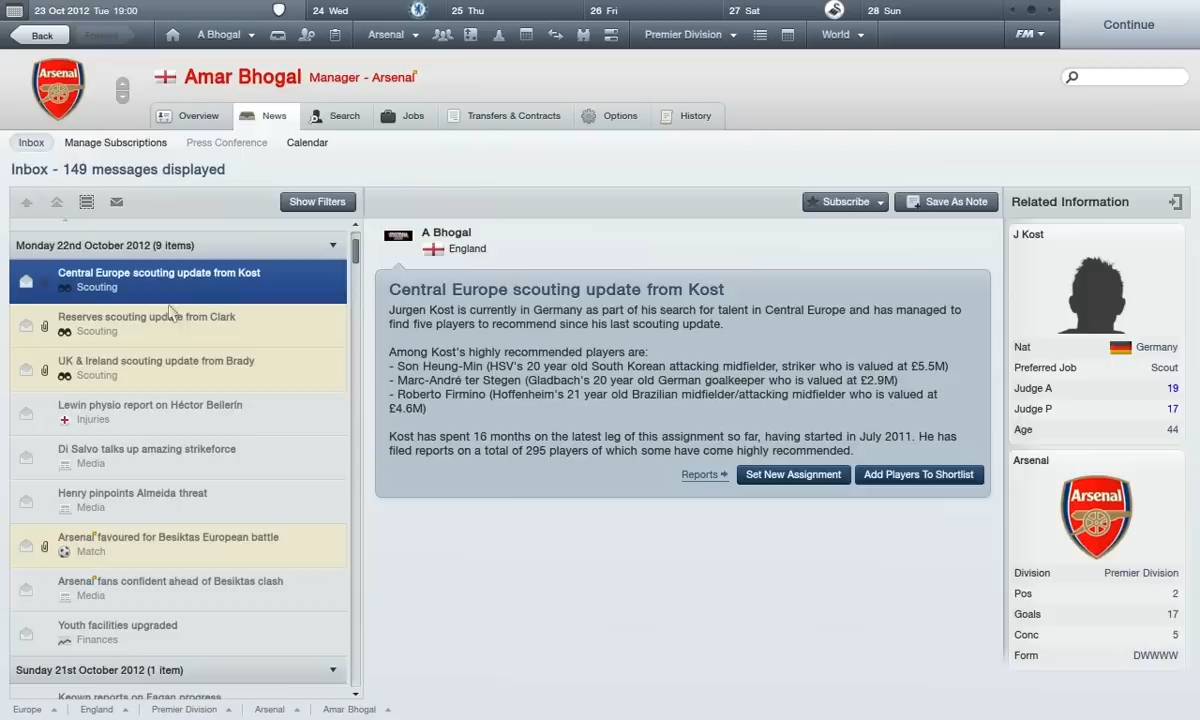 23 Oct 2012 Tue 19:00
24 Wed
25 Thu
26 Fri
27 Sat
28 Sun
Continue
Back
Forward
A Bhogal
Arsenal
Premier Division
World
FM
Arsenal
Amar Bhogal Manager - Arsenal
Overview
News
Search
Jobs
Transfers & Contracts
Options
History
Inbox
Manage Subscriptions
Press Conference
Calendar
Inbox - 149 messages displayed
Show Filters
Subscribe
Save As Note
Related Information
Monday 22nd October 2012 (9 items)
Central Europe scouting update from Kost
Scouting
Reserves scouting update from Clark
Scouting
UK & Ireland scouting update from Brady
Scouting
Lewin physio report on Héctor Bellerín
Injuries
Di Salvo talks up amazing strikeforce
Media
Henry pinpoints Almeida threat
Media
Arsenal favoured for Besiktas European battle
Match
Arsenal fans confident ahead of Besiktas clash
Media
Youth facilities upgraded
Finances
Sunday 21st October 2012 (1 item)
Keown reports on Fagan progress
A Bhogal
England
Central Europe scouting update from Kost
Jurgen Kost is currently in Germany as part of his search for talent in Central Europe and has managed to
find five players to recommend since his last scouting update.
Among Kost's highly recommended players are:
- Son Heung-Min (HSV's 20 year old South Korean attacking midfielder, striker who is valued at £5.5M)
- Marc-André ter Stegen (Gladbach's 20 year old German goalkeeper who is valued at £2.9M)
- Roberto Firmino (Hoffenheim's 21 year old Brazilian midfielder/attacking midfielder who is valued at
£4.6M)
Kost has spent 16 months on the latest leg of this assignment so far, having started in July 2011. He has
filed reports on a total of 295 players of which some have come highly recommended.
Reports
Set New Assignment
Add Players To Shortlist
J Kost
Nat Germany
Preferred Job Scout
Judge A 19
Judge P 17
Age 44
Arsenal
Arsenal
Division Premier Division
Pos 2
Goals 17
Conc 5
Form DWWWW
Europe
England
Premier Division
Arsenal
Amar Bhogal